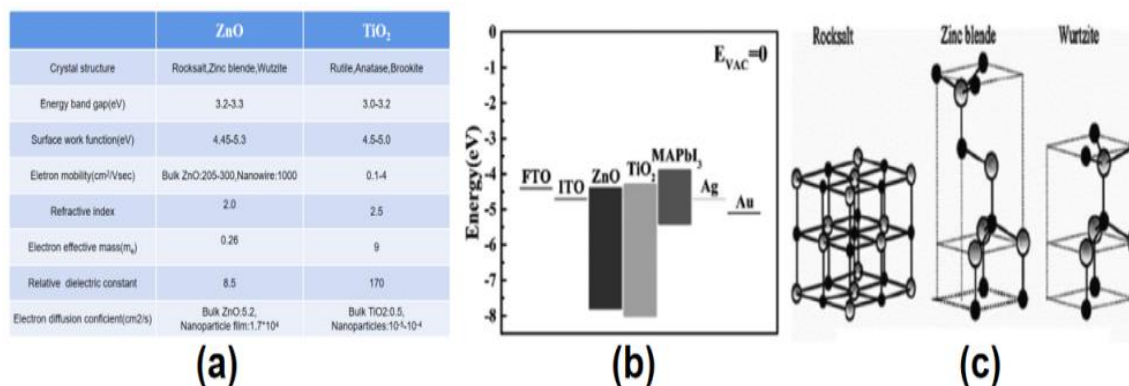 ZnO TiO₂
Crystal structure Rocksalt,Zinc blende,Wutzite Rutile,Anatase,Brookite
Energy band gap(eV) 3.2-3.3 3.0-3.2
Surface work function(eV) 4.45-5.3 4.5-5.0
Eletron mobility(cm²/Vsec) Bulk ZnO:205-300,Nanowire:1000 0.1-4
Refractive index 2.0 2.5
Electron effective mass(mₑ) 0.26 9
Relative dielectric constant 8.5 170
Electron diffusion conficient(cm2/s) Bulk ZnO:5.2, Bulk TiO2:0.5,
Nanoparticle film:1.7*10⁴ Nanoparticles:10⁻⁸-10⁻⁴
(a)
Energy(eV)
0
-1
-2
-3
-4
-5
-6
-7
-8
E_VAC=0
FTO
ITO
ZnO
TiO₂
MAPbI₃
Ag
Au
(b)
Rocksalt
Zinc blende
Wurtzite
(c)